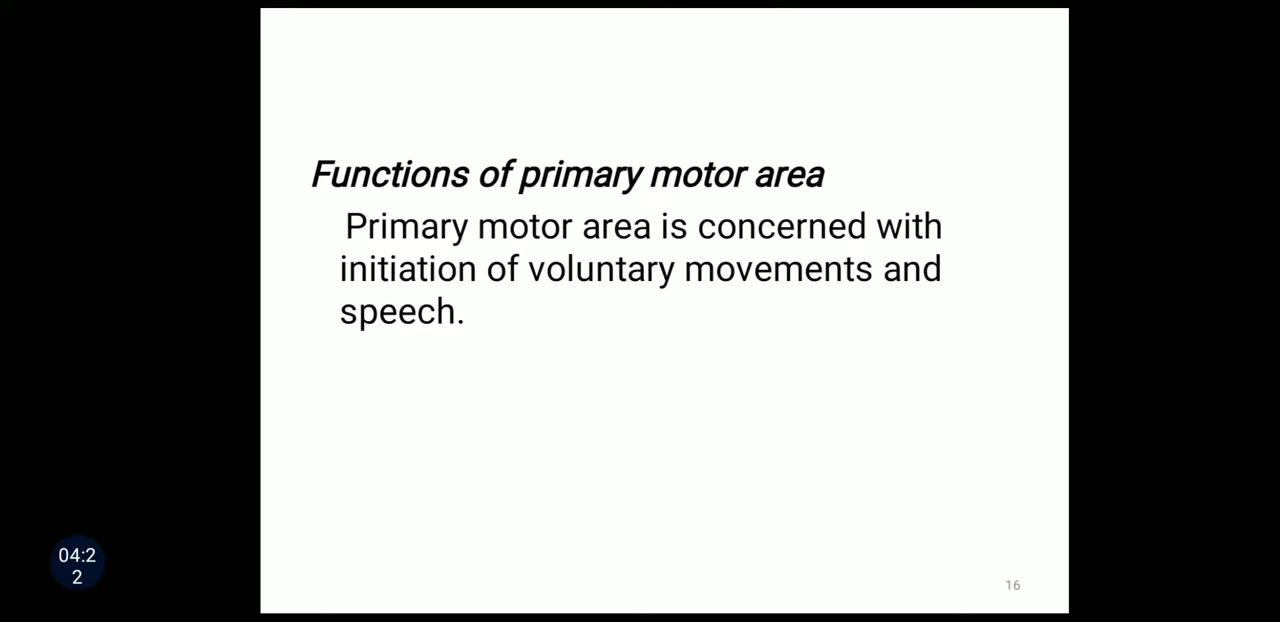 Functions of primary motor area
Primary motor area is concerned with
initiation of voluntary movements and
speech.
04:2
2
16